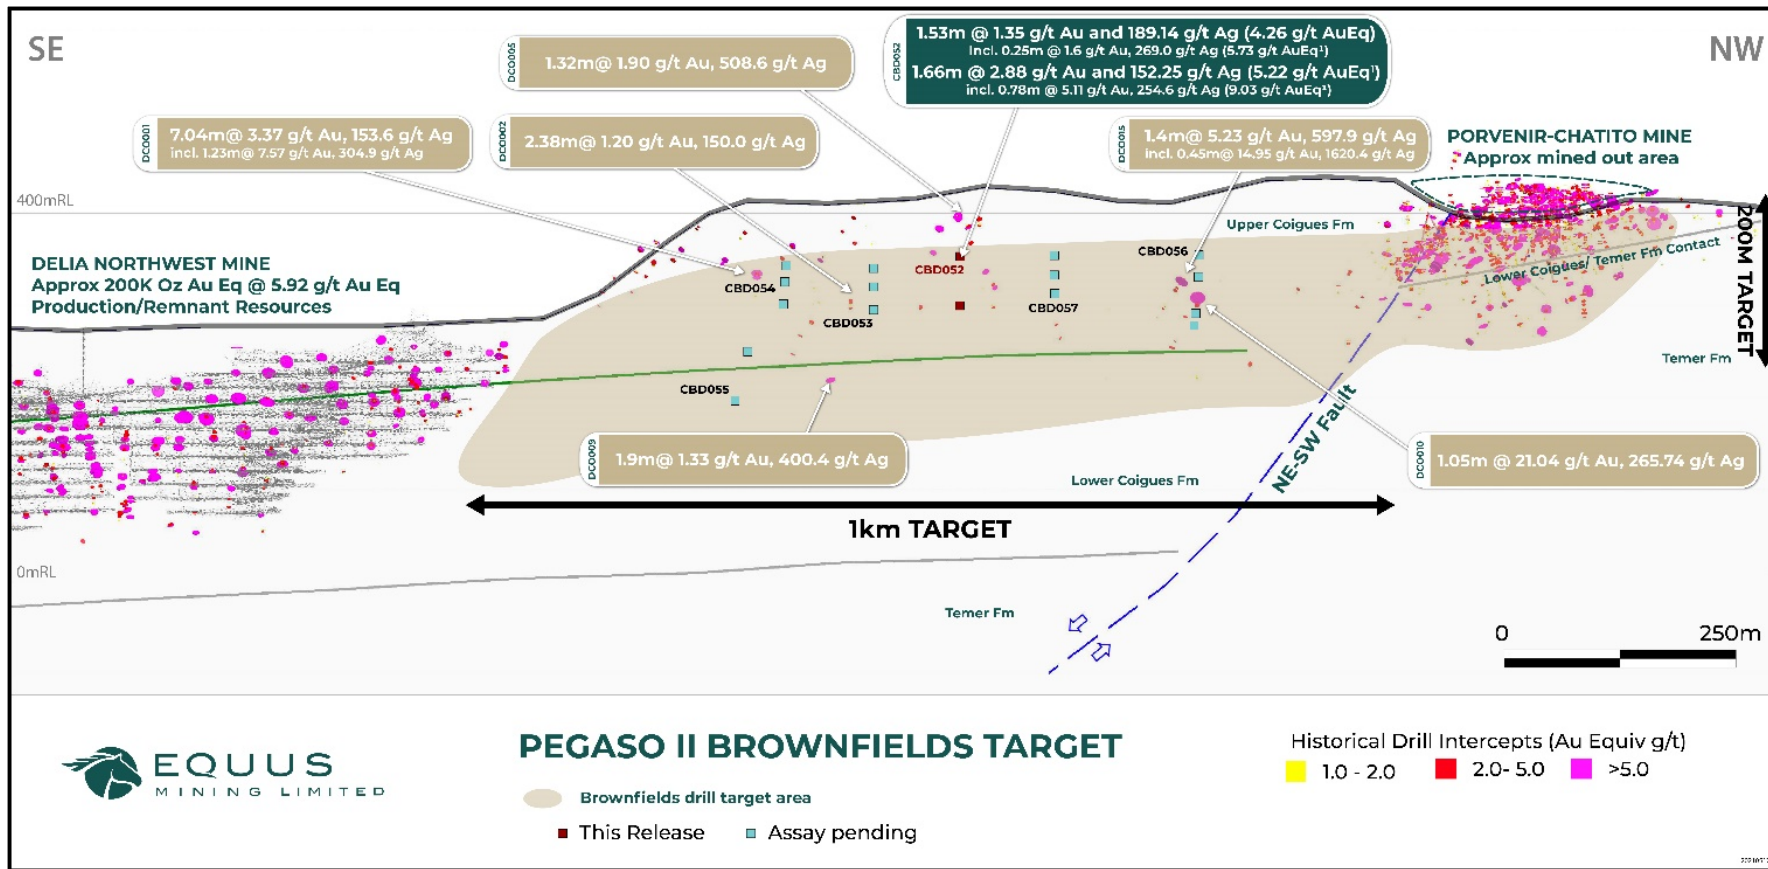 SE
NW
DCO005
1.32m@ 1.90 g/t Au, 508.6 g/t Ag
CBD052
1.53m @ 1.35 g/t Au and 189.14 g/t Ag (4.26 g/t AuEq)
Incl. 0.25m @ 1.6 g/t Au, 269.0 g/t Ag (5.73 g/t AuEq¹)
1.66m @ 2.88 g/t Au and 152.25 g/t Ag (5.22 g/t AuEq¹)
incl. 0.78m @ 5.11 g/t Au, 254.6 g/t Ag (9.03 g/t AuEq¹)
DCO001
7.04m@ 3.37 g/t Au, 153.6 g/t Ag
incl. 1.23m@ 7.57 g/t Au, 304.9 g/t Ag
DCO002
2.38m@ 1.20 g/t Au, 150.0 g/t Ag
DCO015
1.4m@ 5.23 g/t Au, 597.9 g/t Ag
incl. 0.45m@ 14.95 g/t Au, 1620.4 g/t Ag
PORVENIR-CHATITO MINE
Approx mined out area
400mRL
Upper Coigues Fm
200M TARGET
Lower Coigues/ Temer Fm Contact
DELIA NORTHWEST MINE
Approx 200K Oz Au Eq @ 5.92 g/t Au Eq
Production/Remnant Resources
CBD052
CBD056
CBD054
CBD053
CBD057
Temer Fm
CBD055
NE-SW Fault
DCO009
1.9m@ 1.33 g/t Au, 400.4 g/t Ag
DCO010
1.05m @ 21.04 g/t Au, 265.74 g/t Ag
Lower Coigues Fm
1km TARGET
0mRL
Temer Fm
0 250m
EQUUS
MINING LIMITED
PEGASO II BROWNFIELDS TARGET
Brownfields drill target area
This Release Assay pending
Historical Drill Intercepts (Au Equiv g/t)
1.0 - 2.0 2.0- 5.0 >5.0